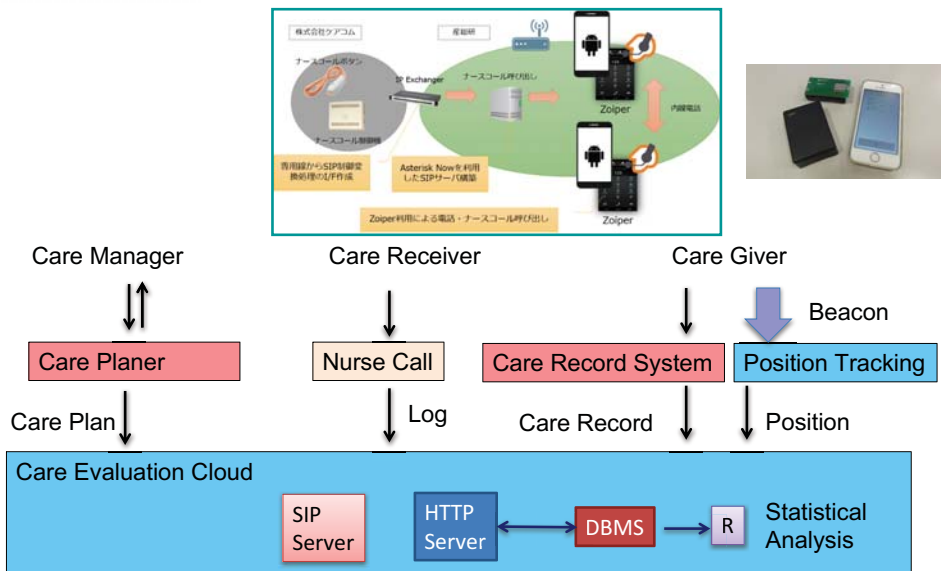 株式会社ケアコム
産総研
ナースコールボタン
IP Exchanger
ナースコール呼び出し
Zoiper
内線電話
ナースコール制御機
専用線からSIP制御変
換処理のI/F作成
Asterisk Nowを利用
したSIPサーバ構築
Zoiper
Zoiper利用による電話・ナースコール呼び出し
Care Manager
Care Receiver
Care Giver
Beacon
Care Planer
Nurse Call
Care Record System
Position Tracking
Care Plan
Log
Care Record
Position
Care Evaluation Cloud
SIP
Server
HTTP
Server
DBMS
R
Statistical
Analysis